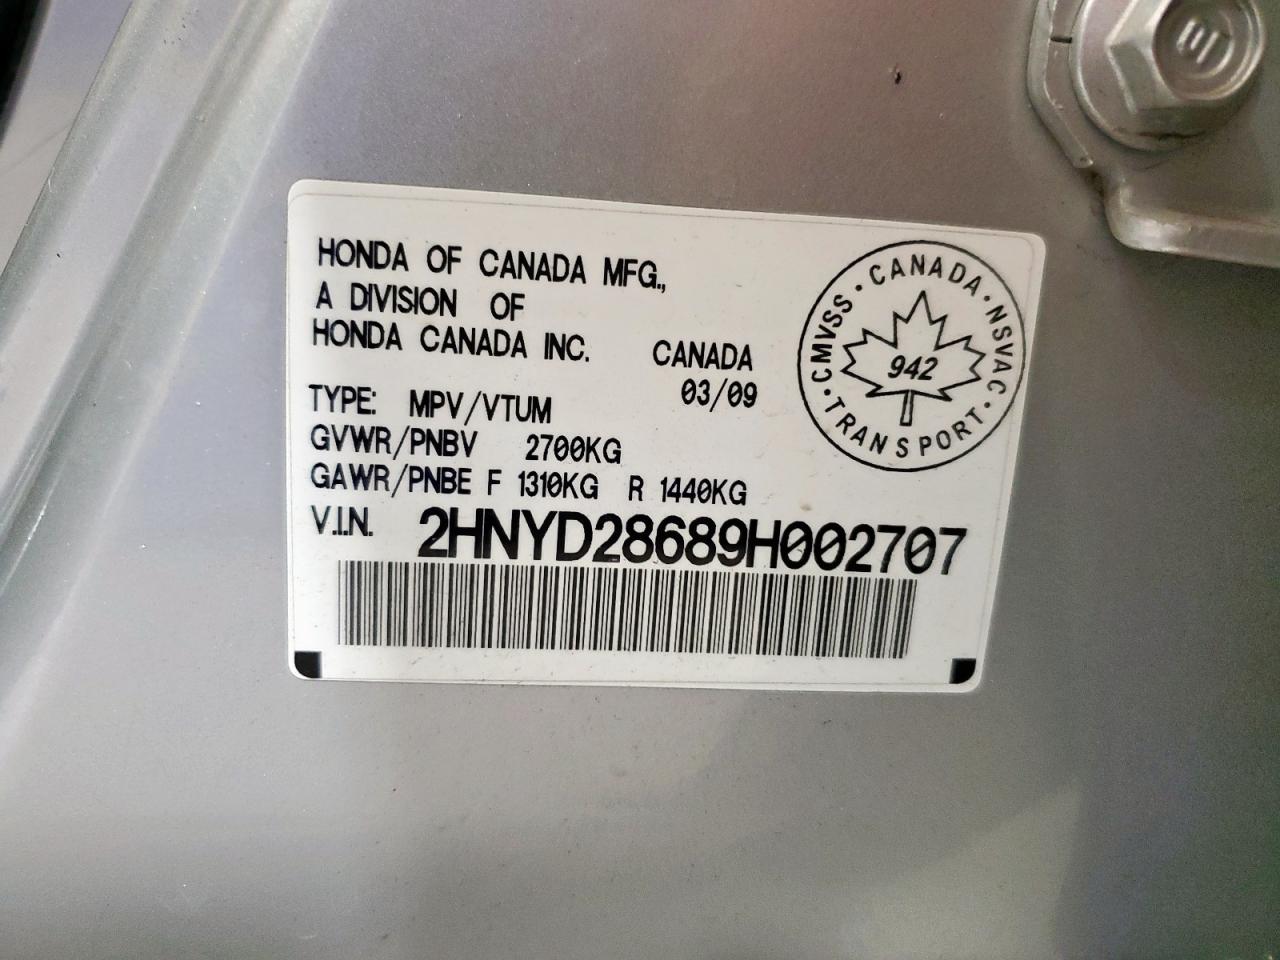 HONDA OF CANADA MFG.,
A DIVISION OF
HONDA CANADA INC. CANADA
03/09
TYPE: MPV/VTUM
GVWR/PNBV 2700KG
GAWR/PNBE F 1310KG R 1440KG
V.I.N. 2HNYD28689H002707
CMVSS · CANADA · NSVAC ·
942
TRANSPORT